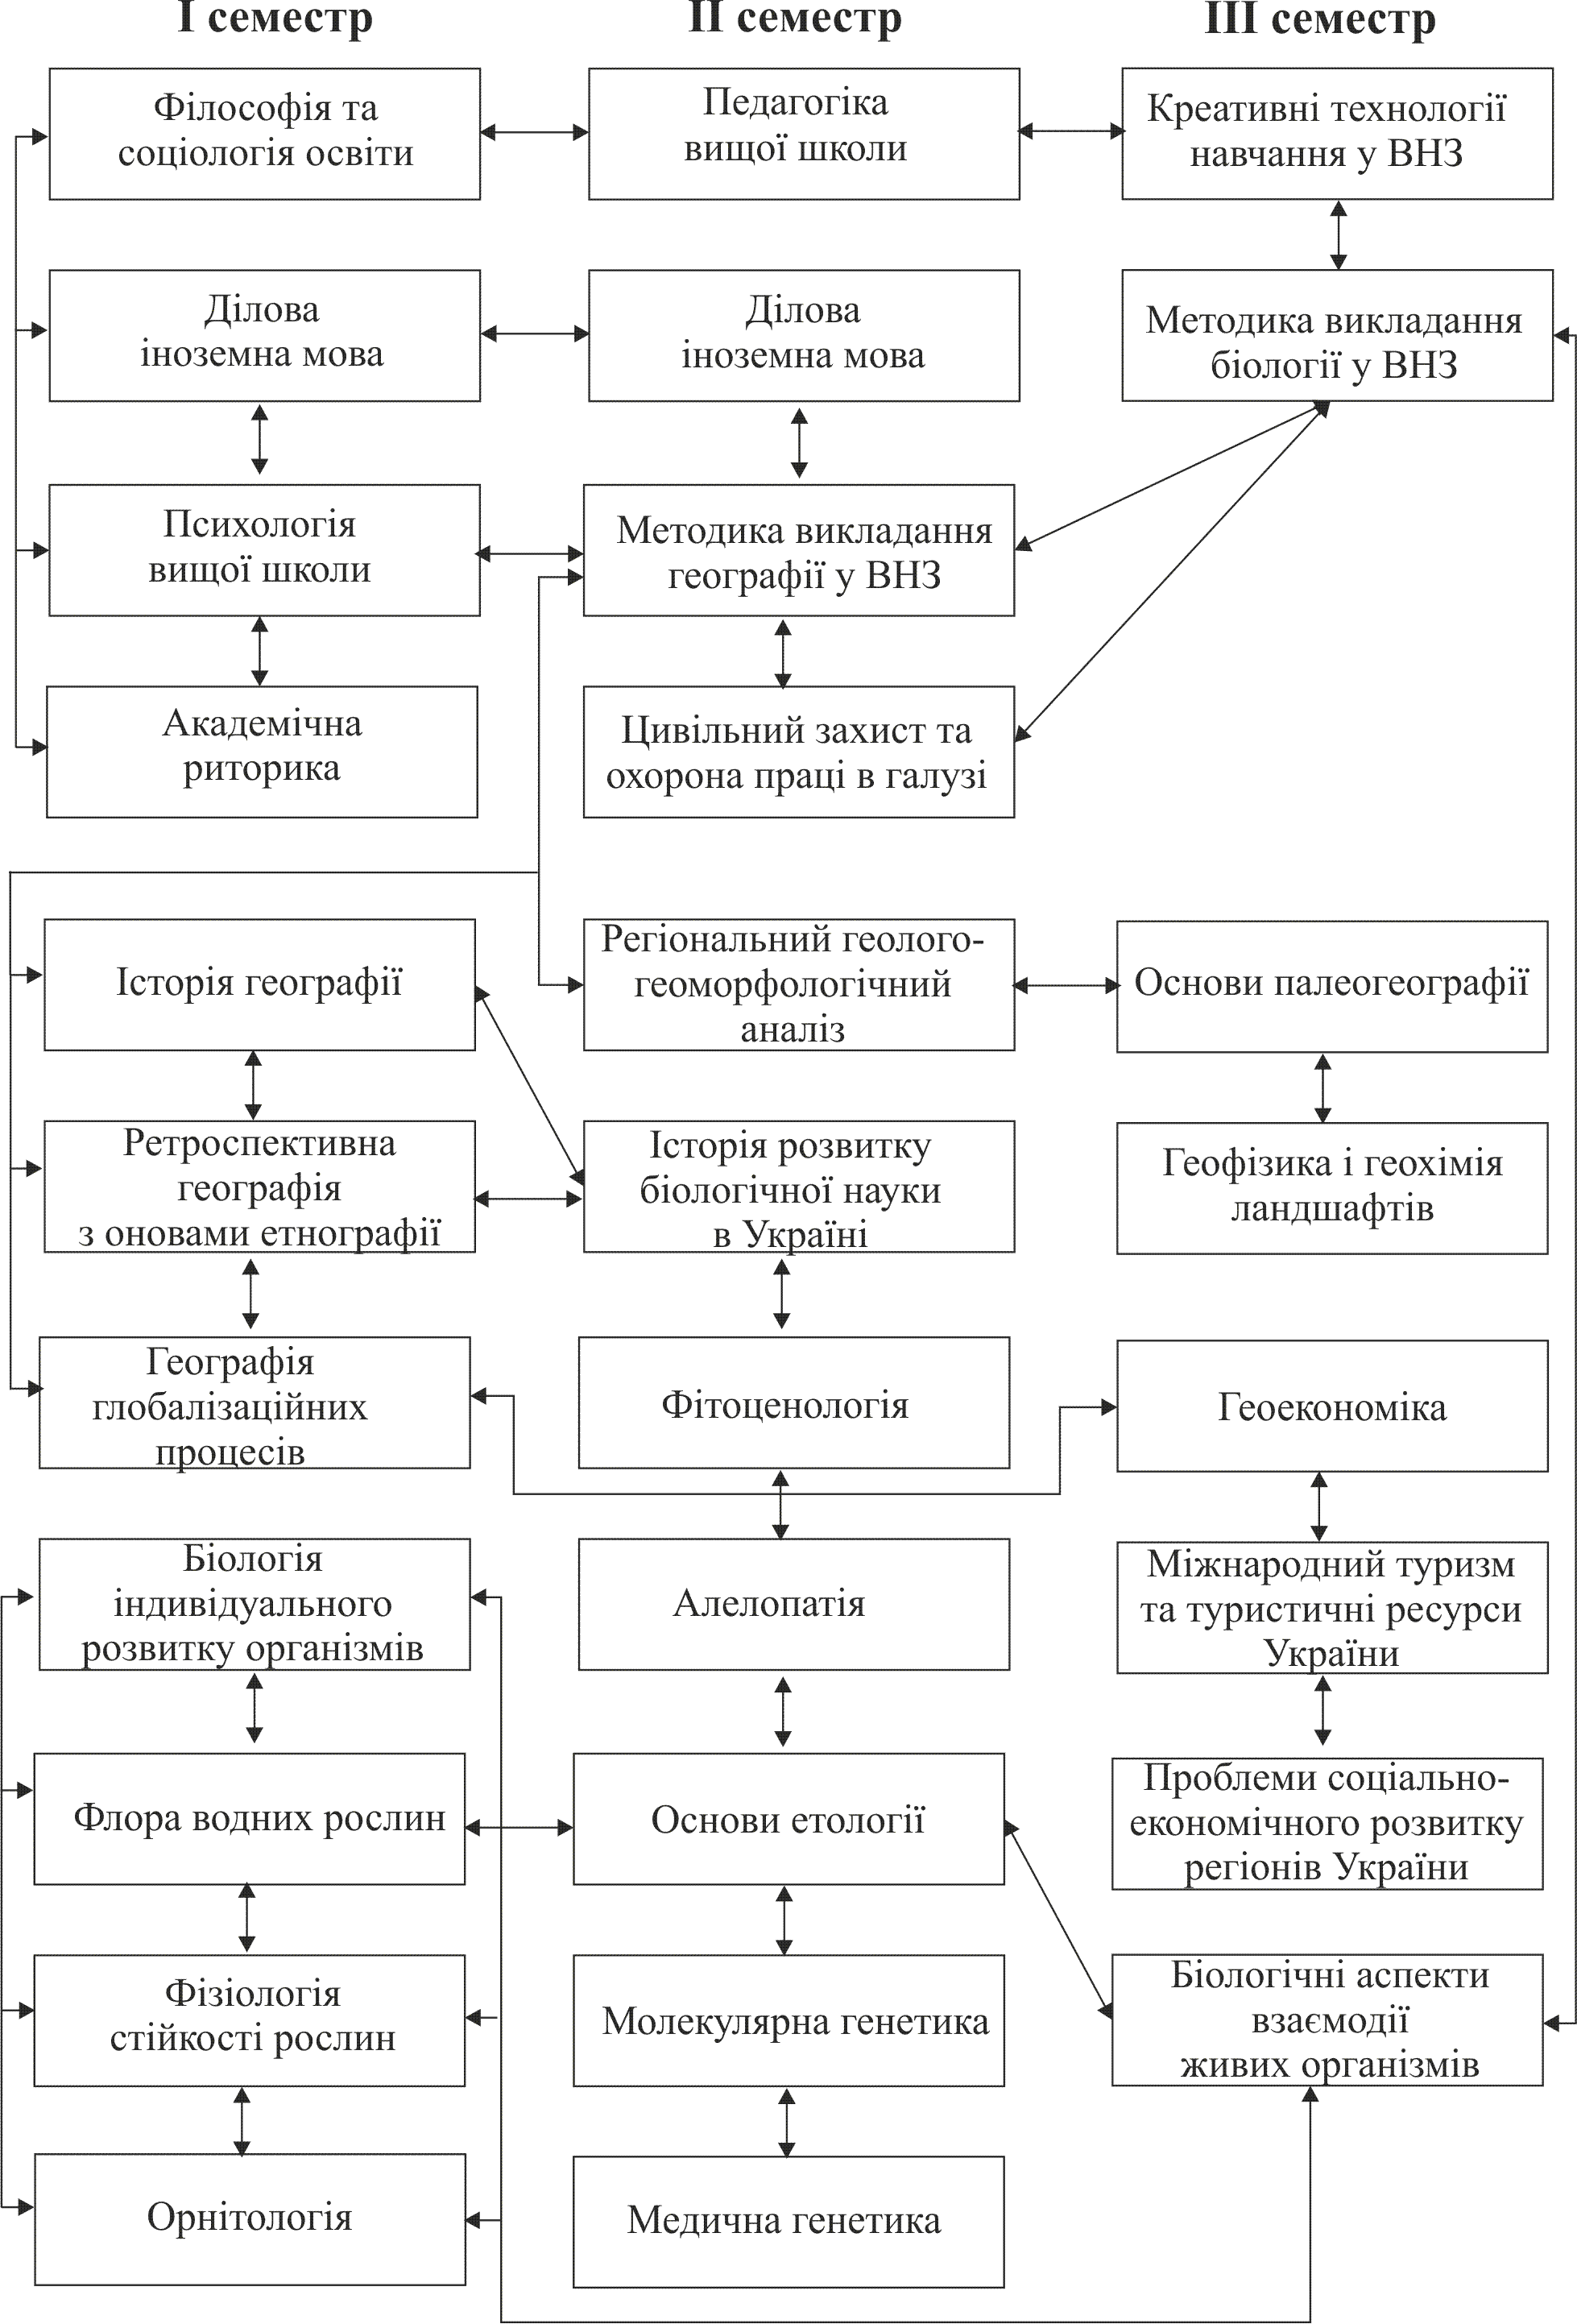 I семестр
II семестр
III семестр
Філософія та
соціологія освіти
Педагогіка
вищої школи
Креативні технології
навчання у ВНЗ
Ділова
іноземна мова
Ділова
іноземна мова
Методика викладання
біології у ВНЗ
Психологія
вищої школи
Методика викладання
географії у ВНЗ
Академічна
риторика
Цивільний захист та
охорона праці в галузі
Історія географії
Регіональний геолого-
геоморфологічний
аналіз
Основи палеогеографії
Ретроспективна
географія
з оновами етнографії
Історія розвитку
біологічної науки
в Україні
Геофізика і геохімія
ландшафтів
Географія
глобалізаційних
процесів
Фітоценологія
Геоекономіка
Біологія
індивідуального
розвитку організмів
Алелопатія
Міжнародний туризм
та туристичні ресурси
України
Флора водних рослин
Основи етології
Проблеми соціально-
економічного розвитку
регіонів України
Фізіологія
стійкості рослин
Молекулярна генетика
Біологічні аспекти
взаємодії
живих організмів
Орнітологія
Медична генетика